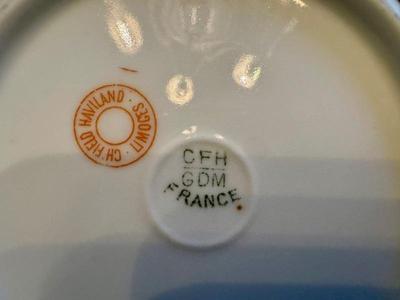 CH FIELD HAVILAND · LIMOGES ·
CFH
GDM
FRANCE